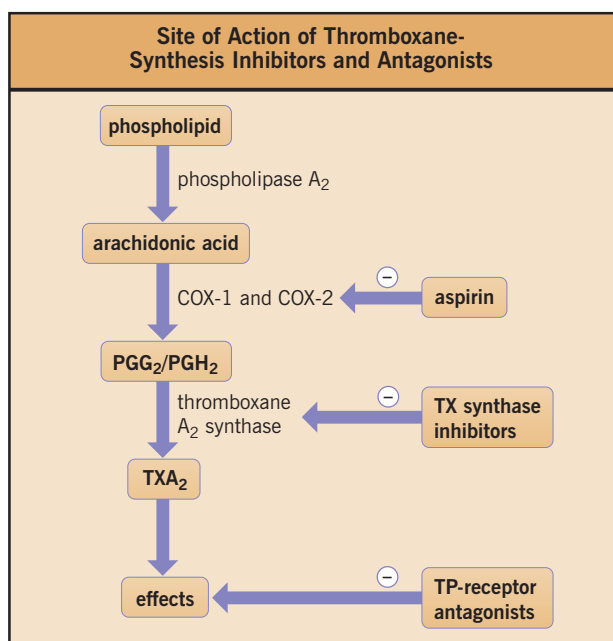 Site of Action of Thromboxane-
Synthesis Inhibitors and Antagonists
phospholipid
phospholipase A₂
arachidonic acid
COX-1 and COX-2
−
aspirin
PGG₂/PGH₂
thromboxane
A₂ synthase
−
TX synthase
inhibitors
TXA₂
effects
−
TP-receptor
antagonists